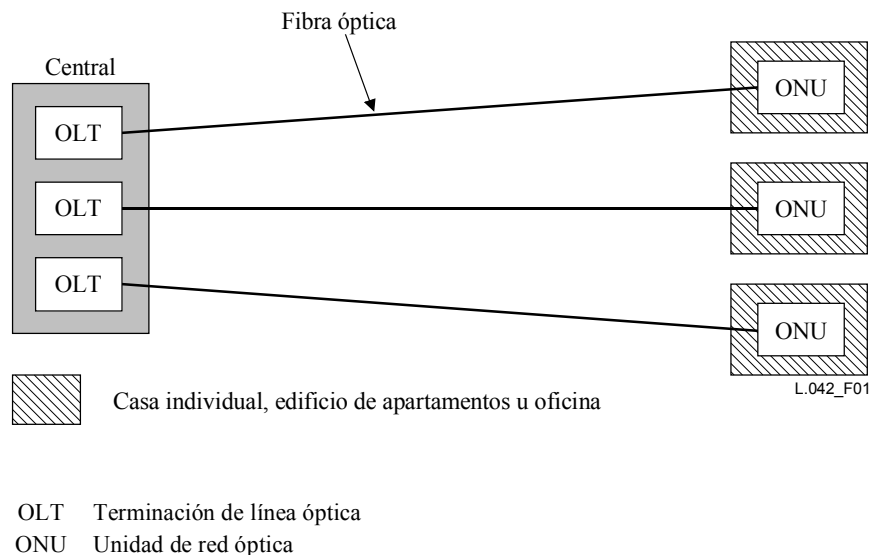 Fibra óptica
Central
OLT
ONU
OLT
ONU
OLT
ONU
L.042_F01
Casa individual, edificio de apartamentos u oficina
OLT Terminación de línea óptica
ONU Unidad de red óptica